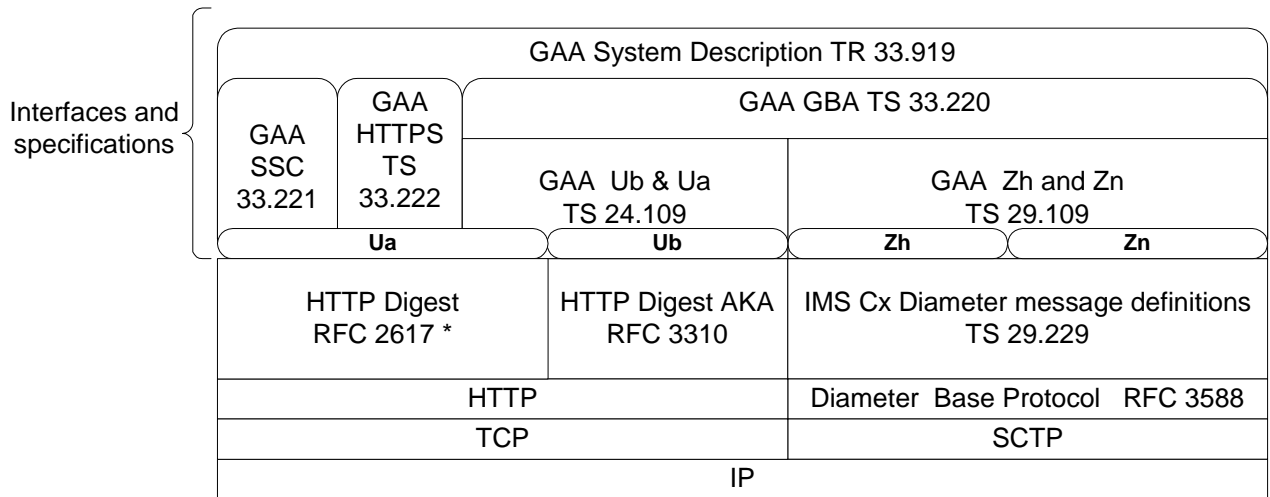 GAA System Description TR 33.919
Interfaces and
specifications
GAA
SSC
33.221
GAA
HTTPS
TS
33.222
GAA GBA TS 33.220
GAA Ub & Ua
TS 24.109
GAA Zh and Zn
TS 29.109
Ua
Ub
Zh
Zn
HTTP Digest
RFC 2617 *
HTTP Digest AKA
RFC 3310
IMS Cx Diameter message definitions
TS 29.229
HTTP
Diameter Base Protocol RFC 3588
TCP
SCTP
IP